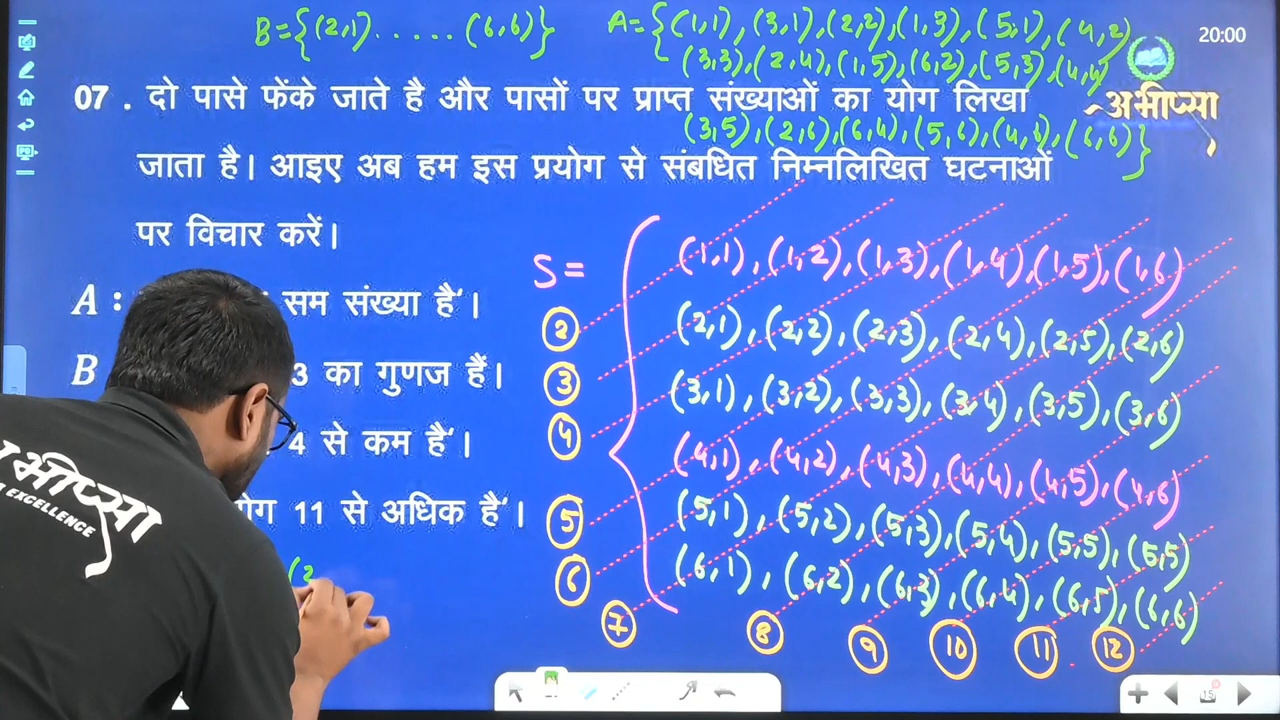 B={(2,1) ..... (6,6)}
A={(1,1),(3,1),(2,2),(1,3),(5,1),(4,2)
(3,3),(2,4),(1,5),(6,2),(5,3),(4,4)
(3,5),(2,6),(6,4),(5,6),(4,6),(6,6)}
20:00
अभीप्सा
07 . दो पासे फेंके जाते है और पासों पर प्राप्त संख्याओं का योग लिखा
जाता है। आइए अब हम इस प्रयोग से संबधित निम्नलिखित घटनाओं
पर विचार करें।
A : सम संख्या है'।
B 3 का गुणज हैं।
4 से कम है'।
योग 11 से अधिक है'।
S = {
(1,1), (1,2), (1,3), (1,4), (1,5), (1,6)
(2,1), (2,2), (2,3), (2,4), (2,5), (2,6)
(3,1), (3,2), (3,3), (3,4), (3,5), (3,6)
(4,1), (4,2), (4,3), (4,4), (4,5), (4,6)
(5,1), (5,2), (5,3), (5,4), (5,5), (5,5)
(6,1), (6,2), (6,3), (6,4), (6,5), (6,6)
2
3
4
5
6
7 8 9 10 11 12
भीप्सा
EXCELLENCE
15